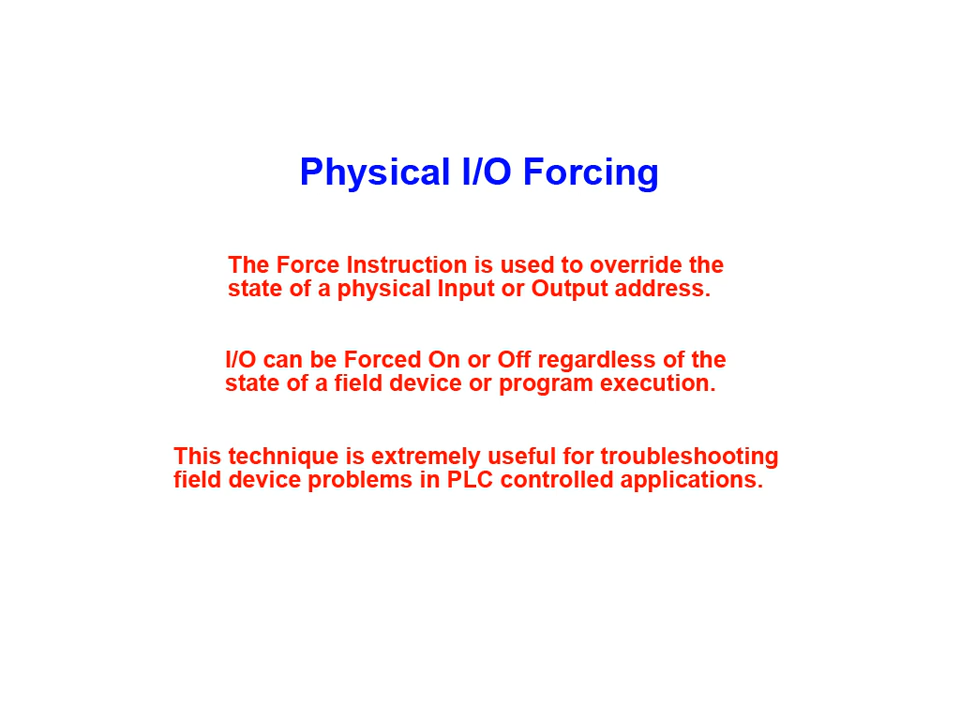 Physical I/O Forcing
The Force Instruction is used to override the
state of a physical Input or Output address.
I/O can be Forced On or Off regardless of the
state of a field device or program execution.
This technique is extremely useful for troubleshooting
field device problems in PLC controlled applications.